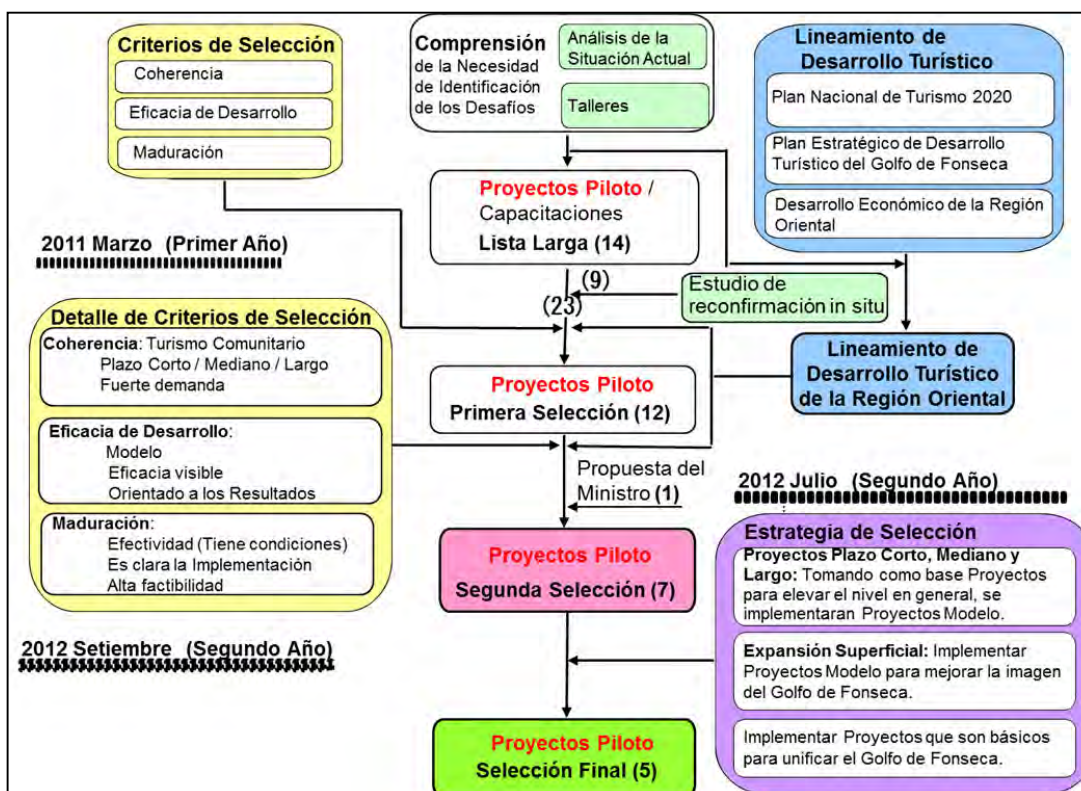 Criterios de Selección
Coherencia
Eficacia de Desarrollo
Maduración
Comprensión
de la Necesidad
de Identificación
de los Desafíos
Análisis de la
Situación Actual
Talleres
Lineamiento de
Desarrollo Turístico
Plan Nacional de Turismo 2020
Plan Estratégico de Desarrollo
Turístico del Golfo de Fonseca
Desarrollo Económico de la Región
Oriental
Proyectos Piloto /
Capacitaciones
Lista Larga (14)
2011 Marzo (Primer Año)
(9)
(23)
Estudio de
reconfirmación in situ
Detalle de Criterios de Selección
Coherencia: Turismo Comunitario
Plazo Corto / Mediano / Largo
Fuerte demanda
Eficacia de Desarrollo:
Modelo
Eficacia visible
Orientado a los Resultados
Maduración:
Efectividad (Tiene condiciones)
Es clara la Implementación
Alta factibilidad
Proyectos Piloto
Primera Selección (12)
Lineamiento de
Desarrollo Turístico
de la Región Oriental
Propuesta del
Ministro (1)
2012 Julio (Segundo Año)
Proyectos Piloto
Segunda Selección (7)
Estrategia de Selección
Proyectos Plazo Corto, Mediano y
Largo: Tomando como base Proyectos
para elevar el nivel en general, se
implementaran Proyectos Modelo.
Expansión Superficial: Implementar
Proyectos Modelo para mejorar la imagen
del Golfo de Fonseca.
Implementar Proyectos que son básicos
para unificar el Golfo de Fonseca.
2012 Setiembre (Segundo Año)
Proyectos Piloto
Selección Final (5)